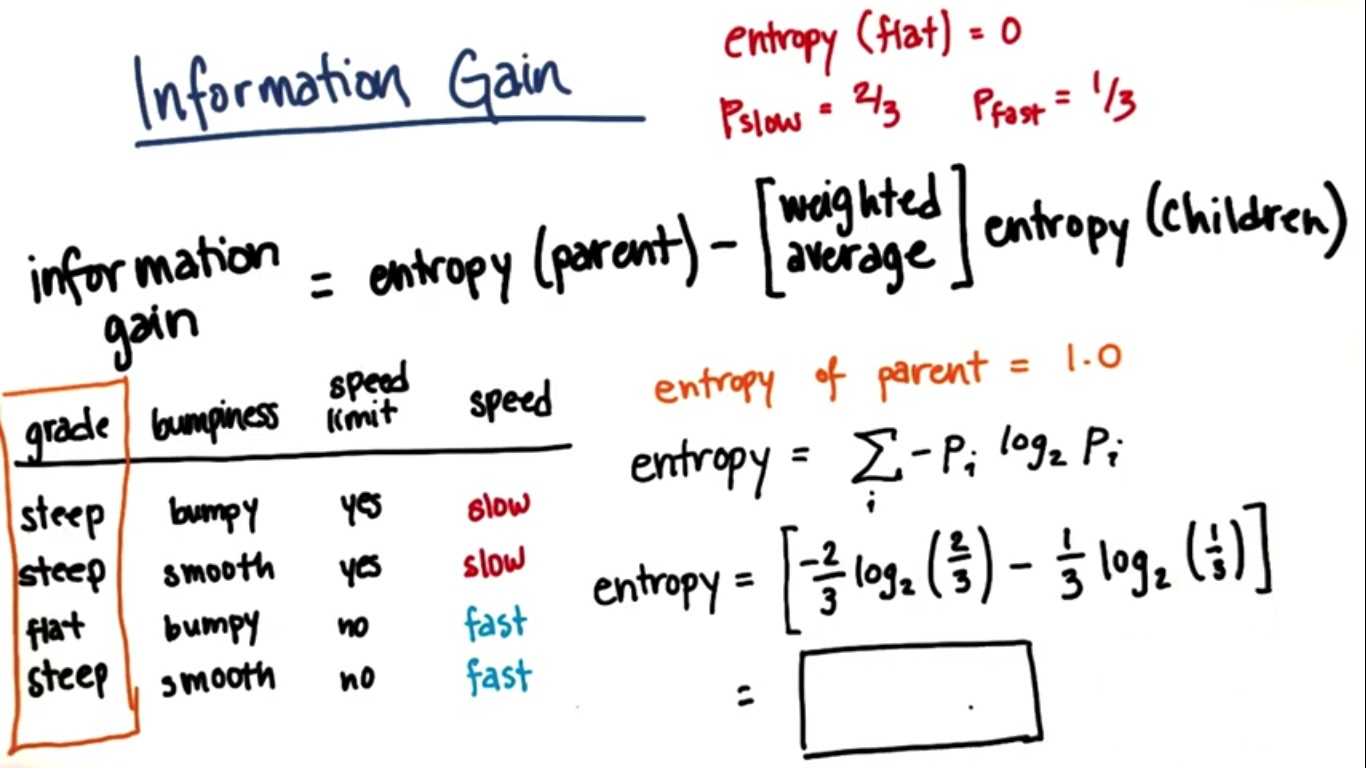 Information Gain
entropy (flat) = 0
Pslow = 2/3 Pfast = 1/3
information gain = entropy (parent) - [weighted average] entropy (children)
grade bumpiness speed limit speed
steep bumpy yes slow
steep smooth yes slow
flat bumpy no fast
steep smooth no fast
entropy of parent = 1.0
entropy = Σ_i -Pi log₂ Pi
entropy = [-2/3 log₂ (2/3) - 1/3 log₂ (1/3)]
=